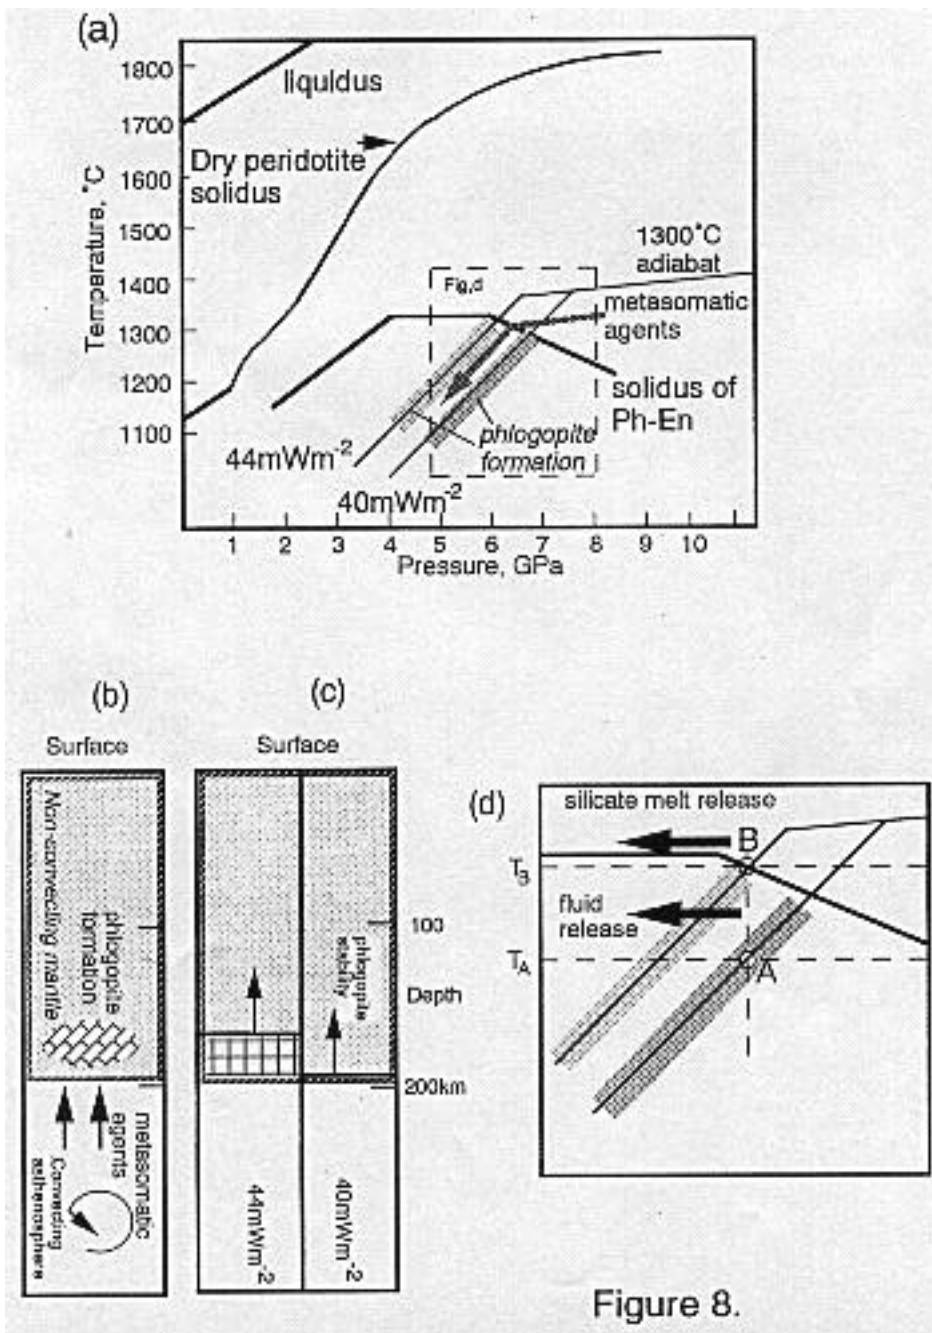 (a)
1800
1700
1600
1500
1400
1300
1200
1100
Temperature, °C
liquidus
Dry peridotite
solidus
1300°C
adiabat
Fig,d
metasomatic
agents
solidus of
Ph-En
phlogopite
formation
44mWm-2
40mWm-2
1 2 3 4 5 6 7 8 9 10
Pressure, GPa
(b)
Surface
Non-convecting mantle
phlogopite
formation
metasomatic
agents
Convecting
asthenosphere
(c)
Surface
phlogopite
stability
100
Depth
200km
44mWm-2
40mWm-2
(d)
silicate melt release
B
TB
fluid
release
TA
A
Figure 8.